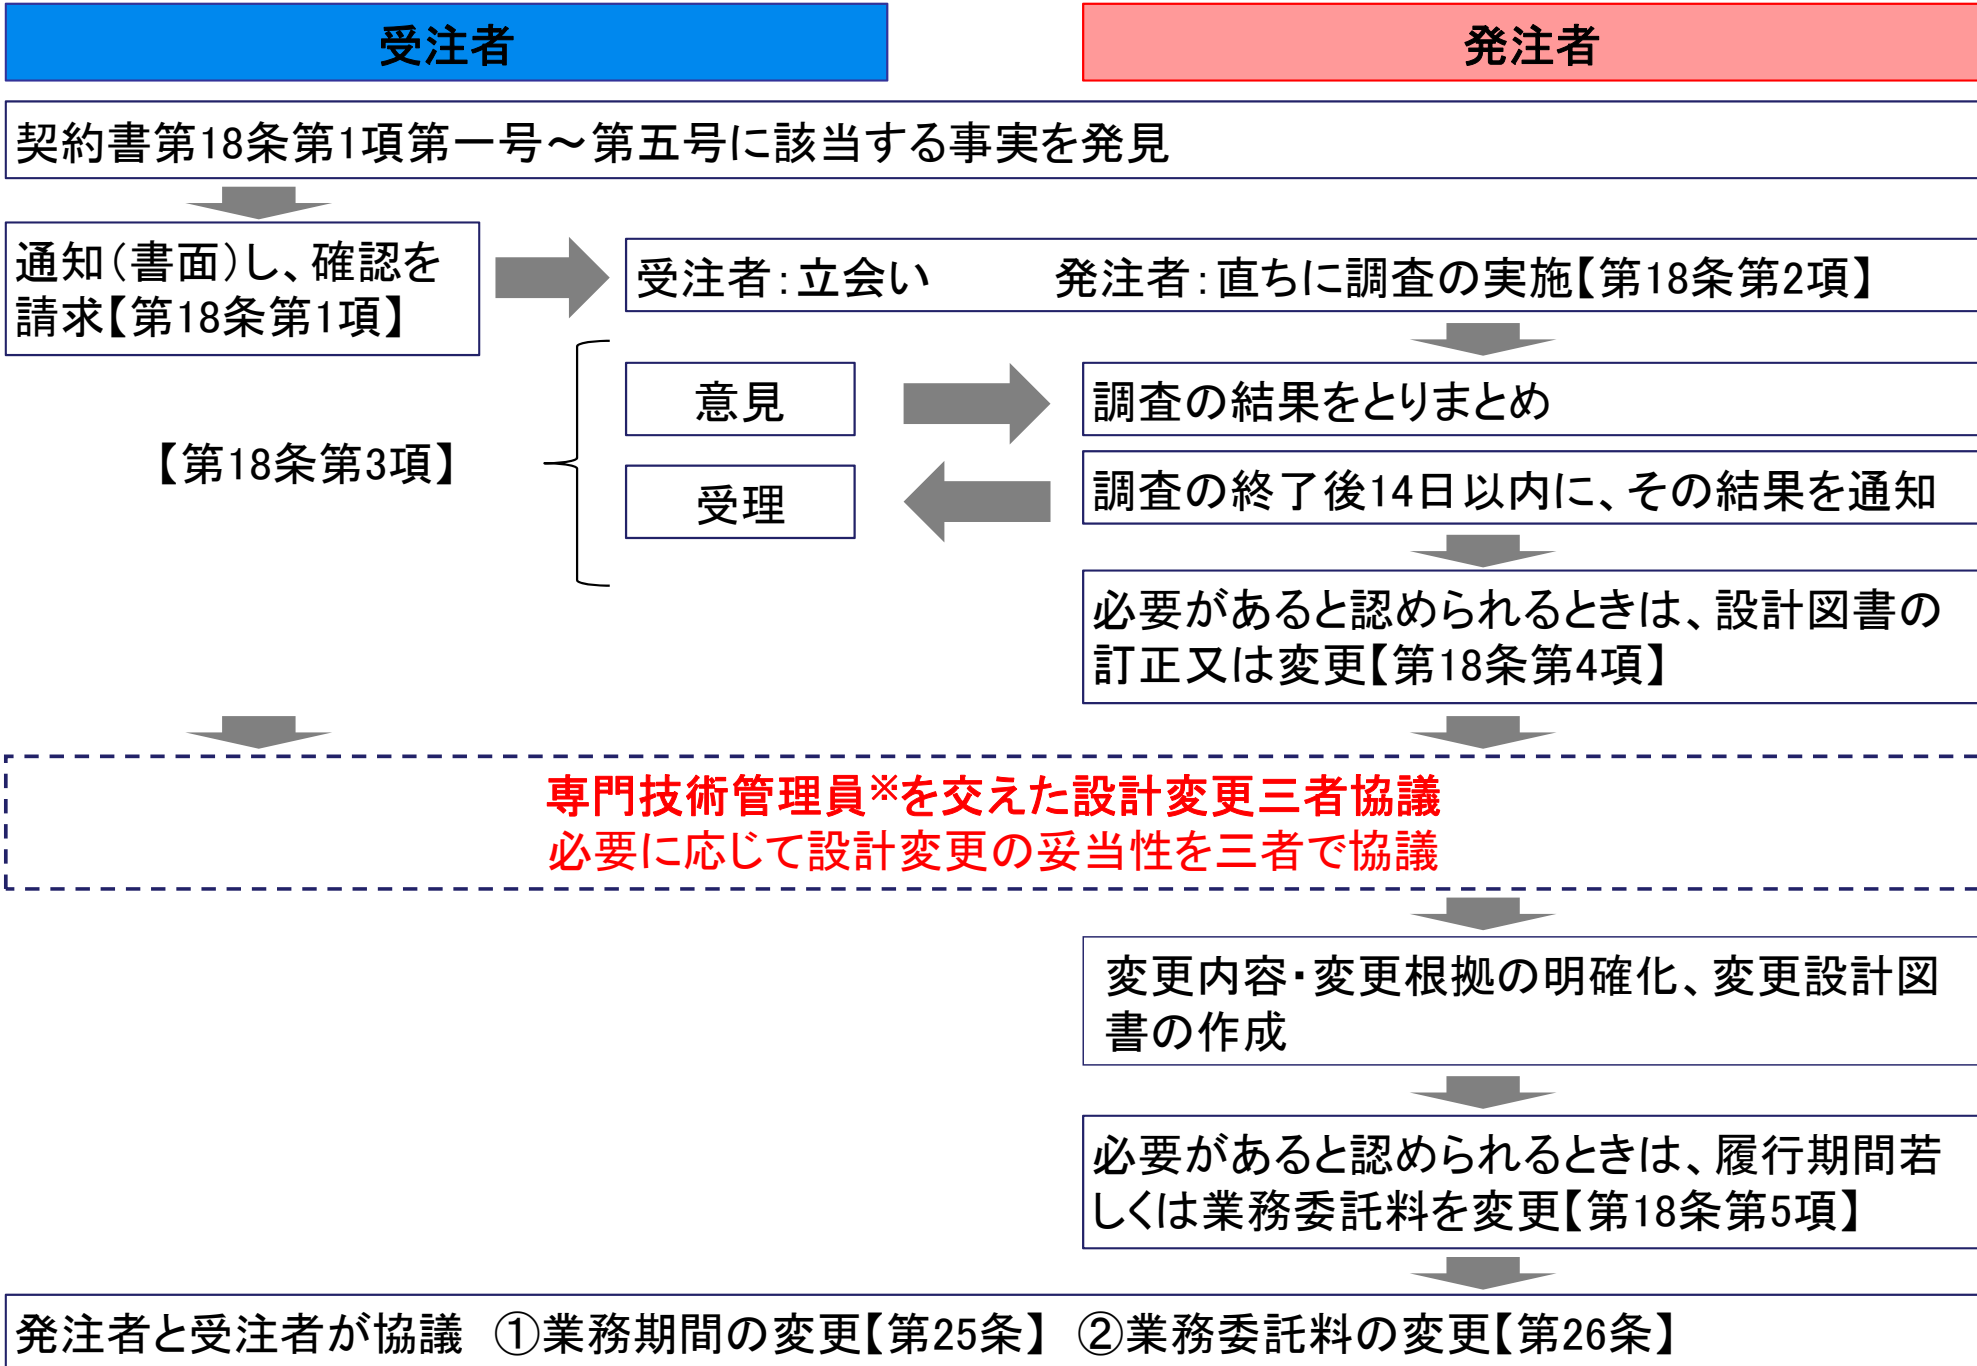 受注者
発注者
契約書第18条第1項第一号～第五号に該当する事実を発見
通知(書面)し、確認を
請求【第18条第1項】
受注者：立会い　　発注者：直ちに調査の実施【第18条第2項】
意見
調査の結果をとりまとめ
【第18条第3項】
受理
調査の終了後14日以内に、その結果を通知
必要があると認められるときは、設計図書の
訂正又は変更【第18条第4項】
専門技術管理員※を交えた設計変更三者協議
必要に応じて設計変更の妥当性を三者で協議
変更内容・変更根拠の明確化、変更設計図
書の作成
必要があると認められるときは、履行期間若
しくは業務委託料を変更【第18条第5項】
発注者と受注者が協議　①業務期間の変更【第25条】　②業務委託料の変更【第26条】